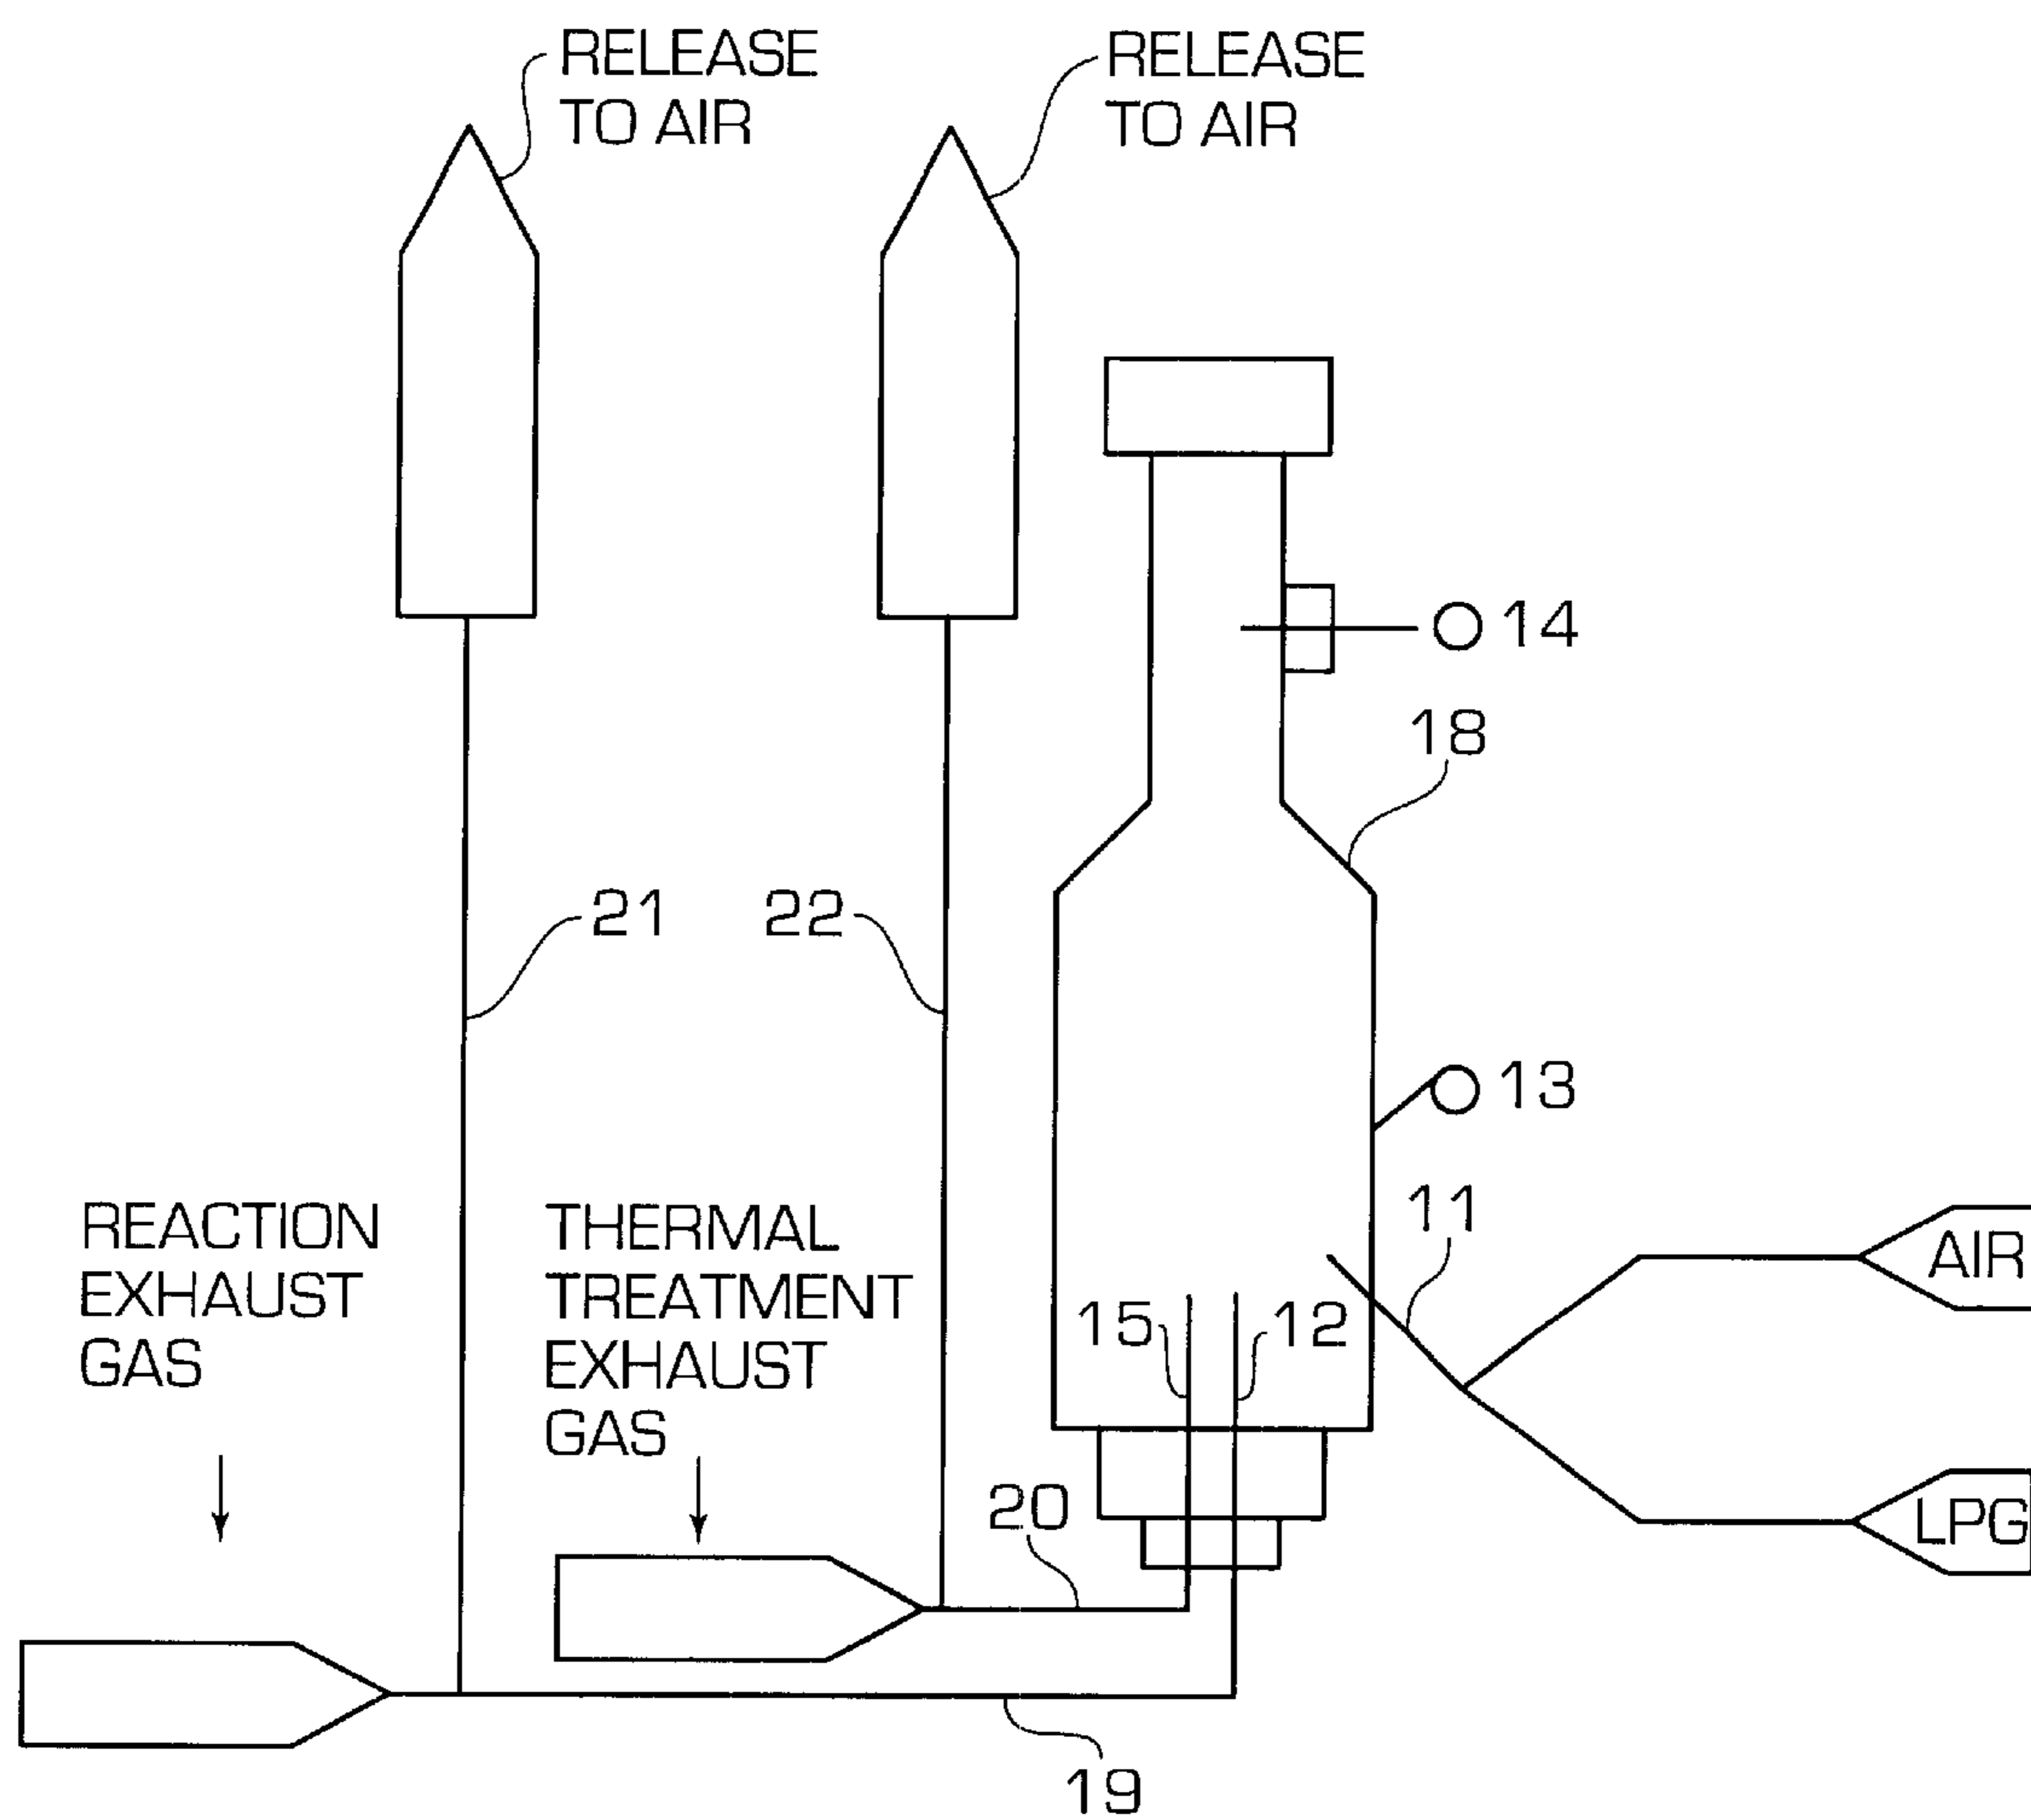 RELEASE
TO AIR
RELEASE
TO AIR
14
18
21
22
13
REACTION
EXHAUST
GAS
THERMAL
TREATMENT
EXHAUST
GAS
11
AIR
15
12
20
LPG
19